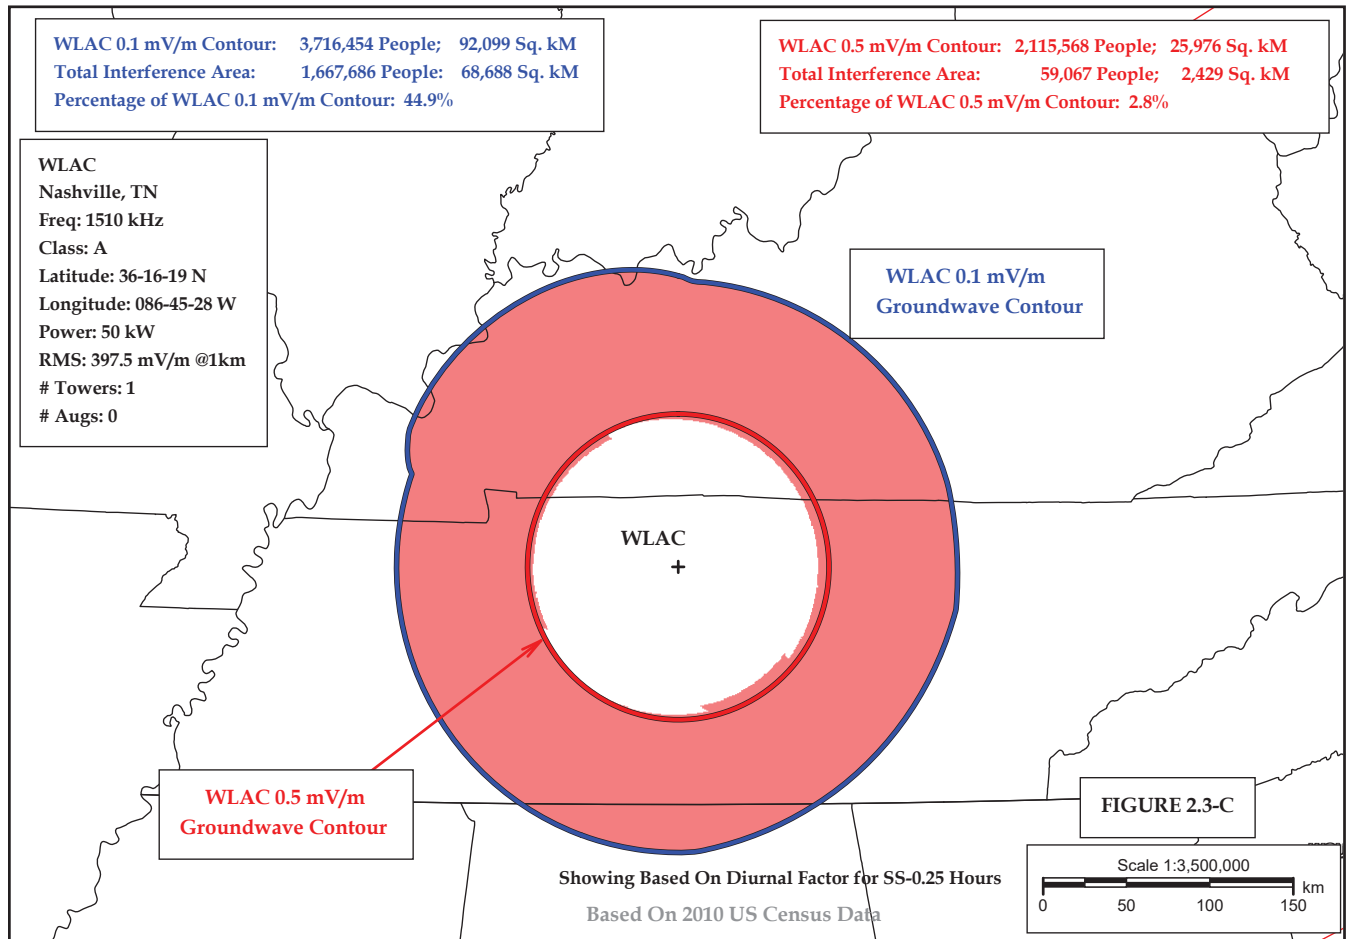 WLAC 0.1 mV/m Contour: 3,716,454 People; 92,099 Sq. kM
Total Interference Area: 1,667,686 People: 68,688 Sq. kM
Percentage of WLAC 0.1 mV/m Contour: 44.9%
WLAC 0.5 mV/m Contour: 2,115,568 People; 25,976 Sq. kM
Total Interference Area: 59,067 People; 2,429 Sq. kM
Percentage of WLAC 0.5 mV/m Contour: 2.8%
WLAC
Nashville, TN
Freq: 1510 kHz
Class: A
Latitude: 36-16-19 N
Longitude: 086-45-28 W
Power: 50 kW
RMS: 397.5 mV/m @1km
# Towers: 1
# Augs: 0
WLAC 0.1 mV/m
Groundwave Contour
WLAC
WLAC 0.5 mV/m
Groundwave Contour
FIGURE 2.3-C
Showing Based On Diurnal Factor for SS-0.25 Hours
Based On 2010 US Census Data
Scale 1:3,500,000
km
0 50 100 150